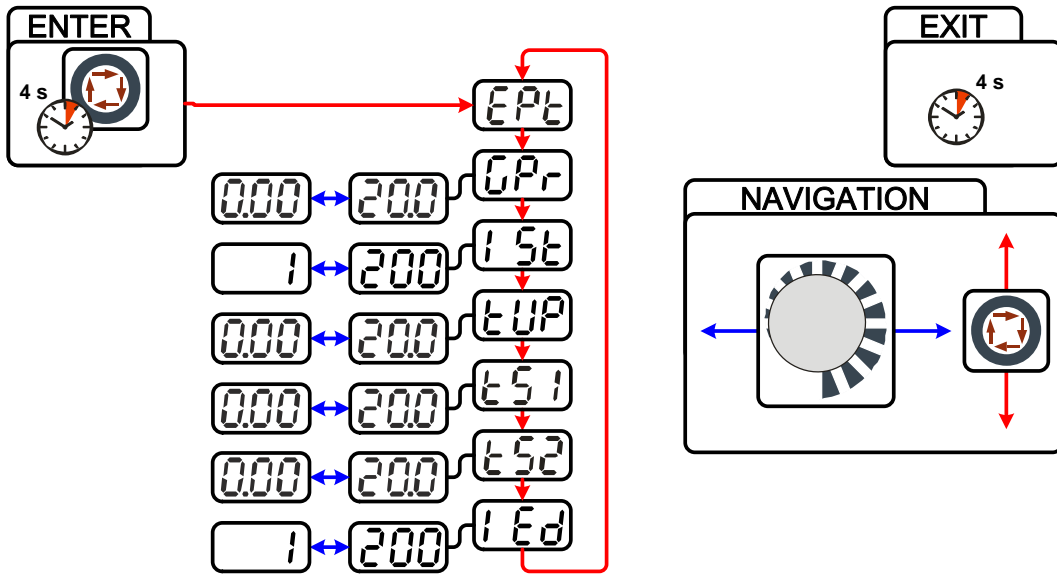 ENTER
4 s
EXIT
4 s
EPt
GPr
0.00 20.0
ISt
1 200
NAVIGATION
tUP
0.00 20.0
tS1
0.00 20.0
tS2
0.00 20.0
IEd
1 200